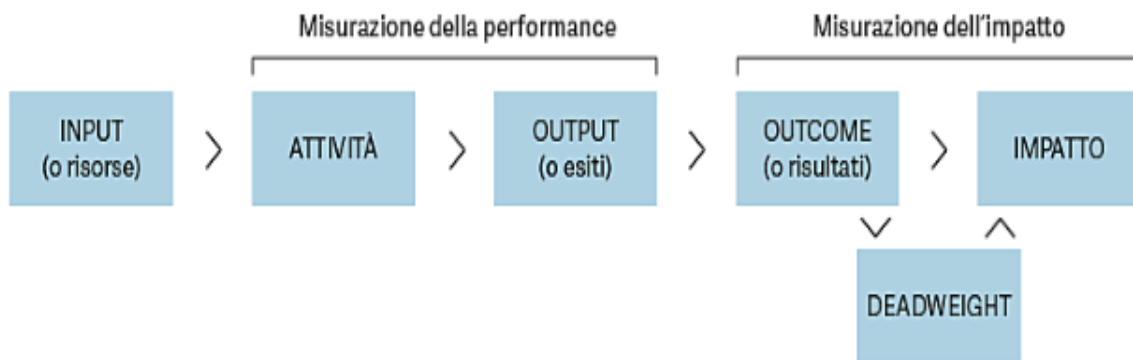 Misurazione della performance
Misurazione dell'impatto
INPUT
(o risorse)
ATTIVITÀ
OUTPUT
(o esiti)
OUTCOME
(o risultati)
IMPATTO
DEADWEIGHT